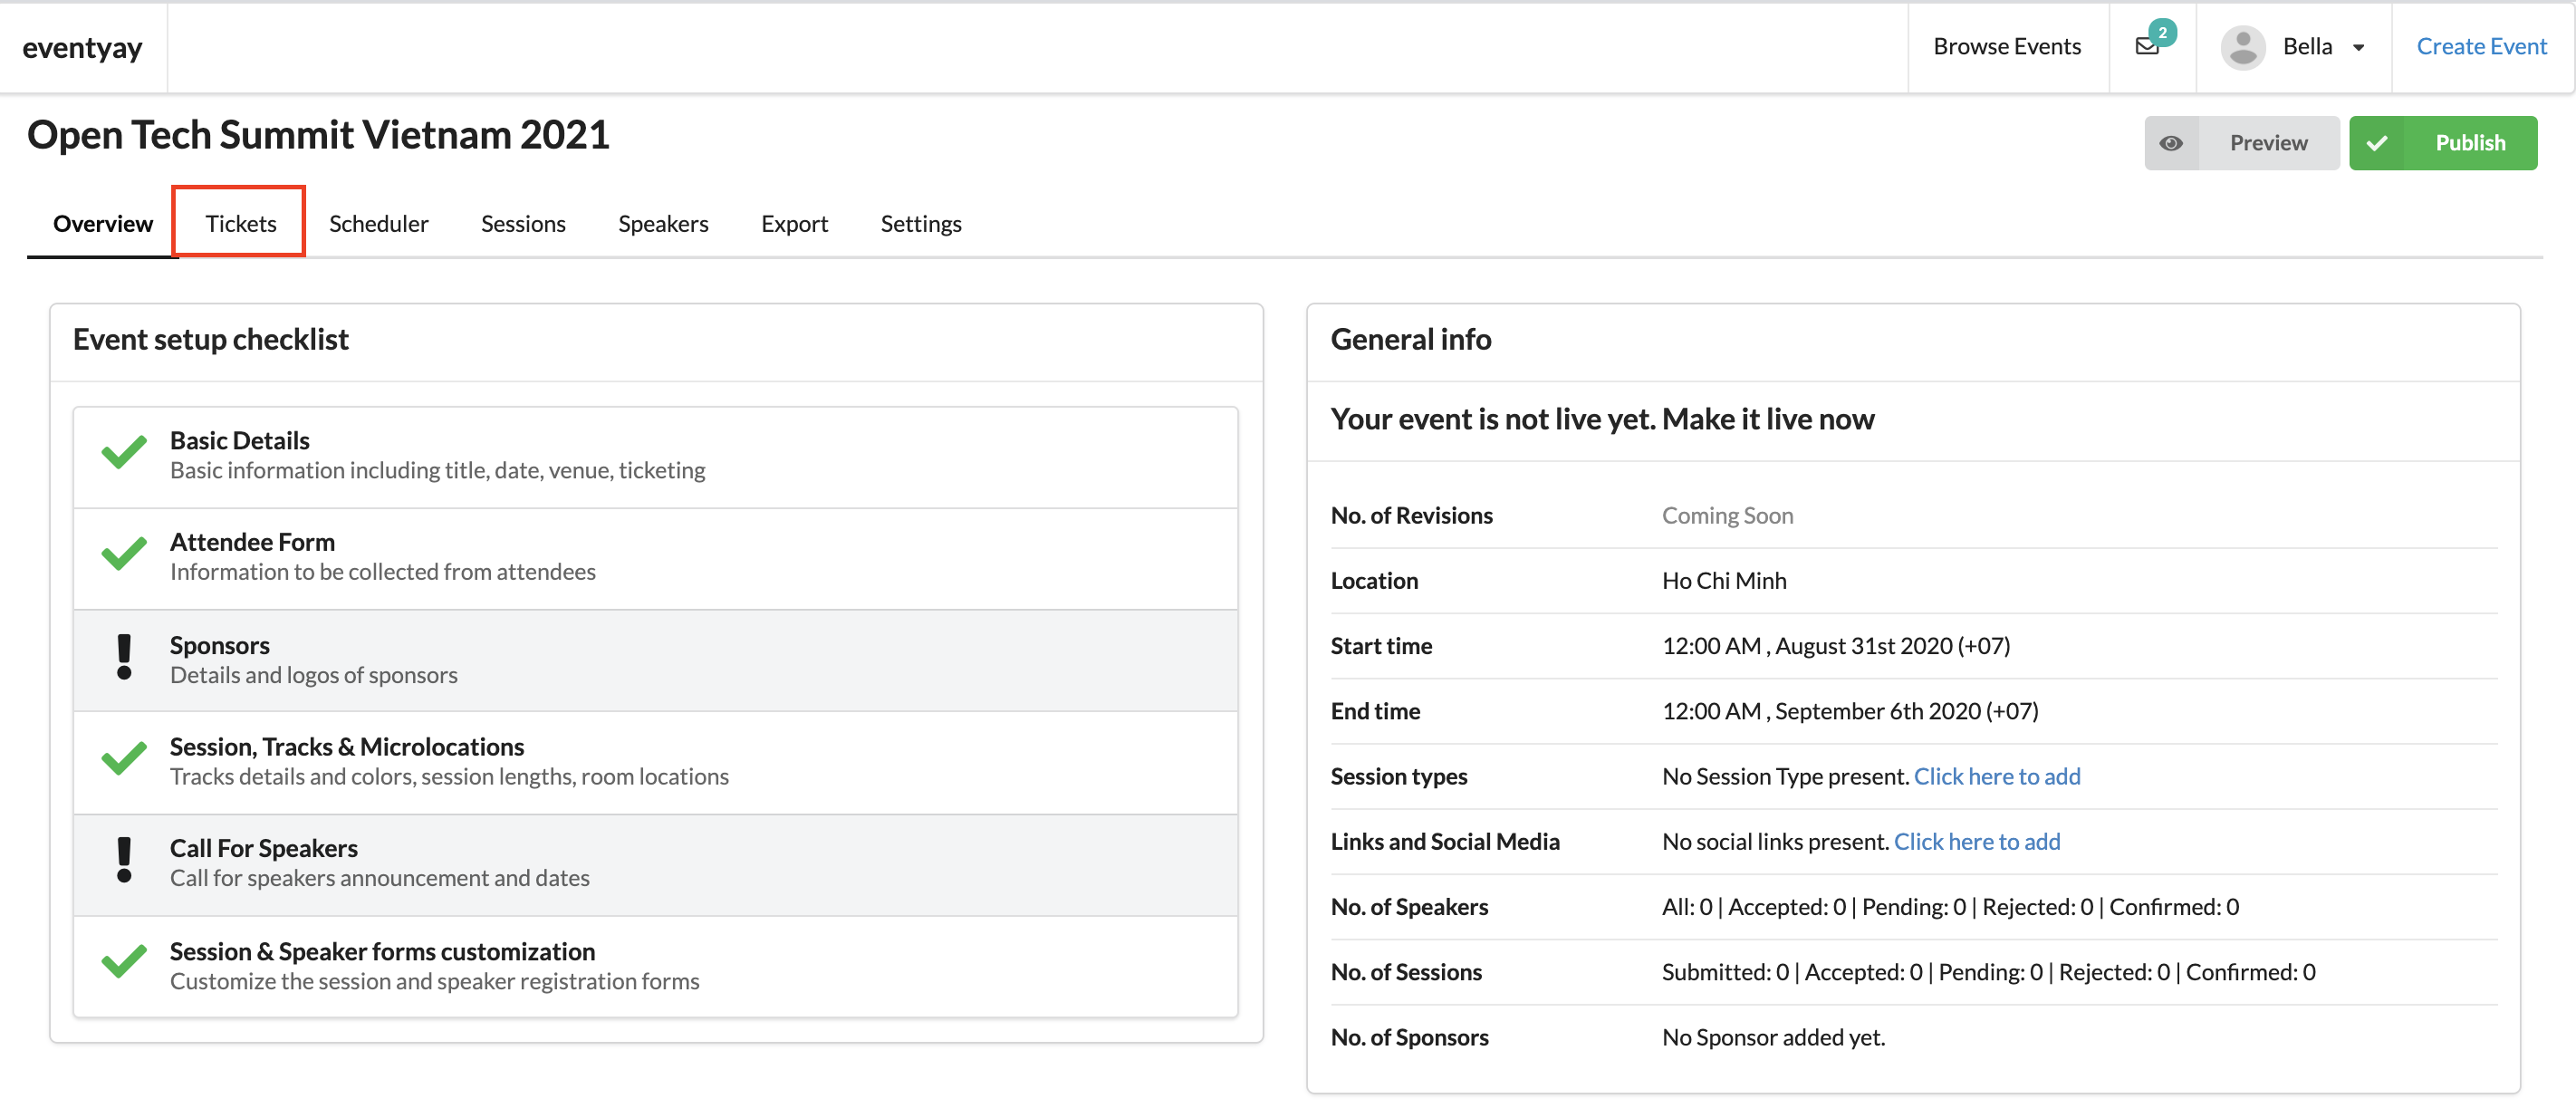 eventyay
Browse Events
2
Bella
Create Event
Open Tech Summit Vietnam 2021
Preview
Publish
Overview
Tickets
Scheduler
Sessions
Speakers
Export
Settings
Event setup checklist
Basic Details
Basic information including title, date, venue, ticketing
Attendee Form
Information to be collected from attendees
Sponsors
Details and logos of sponsors
Session, Tracks & Microlocations
Tracks details and colors, session lengths, room locations
Call For Speakers
Call for speakers announcement and dates
Session & Speaker forms customization
Customize the session and speaker registration forms
General info
Your event is not live yet. Make it live now
No. of Revisions Coming Soon
Location Ho Chi Minh
Start time 12:00 AM , August 31st 2020 (+07)
End time 12:00 AM , September 6th 2020 (+07)
Session types No Session Type present. Click here to add
Links and Social Media No social links present. Click here to add
No. of Speakers All: 0 | Accepted: 0 | Pending: 0 | Rejected: 0 | Confirmed: 0
No. of Sessions Submitted: 0 | Accepted: 0 | Pending: 0 | Rejected: 0 | Confirmed: 0
No. of Sponsors No Sponsor added yet.